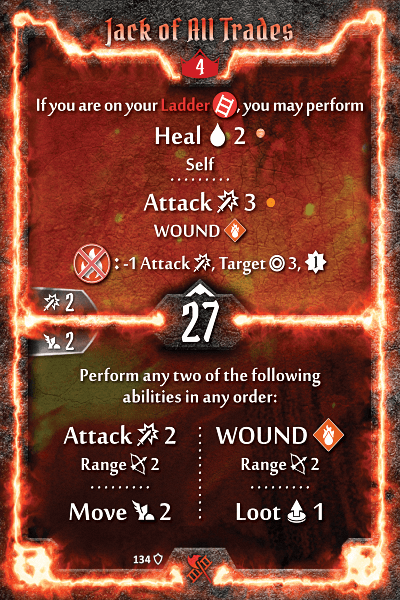 Jack of All Trades
4
If you are on your Ladder, you may perform
Heal 2
Self
Attack 3
WOUND
: -1 Attack, Target 3, 1
2
27
2
Perform any two of the following
abilities in any order:
Attack 2
Range 2
Move 2
WOUND
Range 2
Loot 1
134